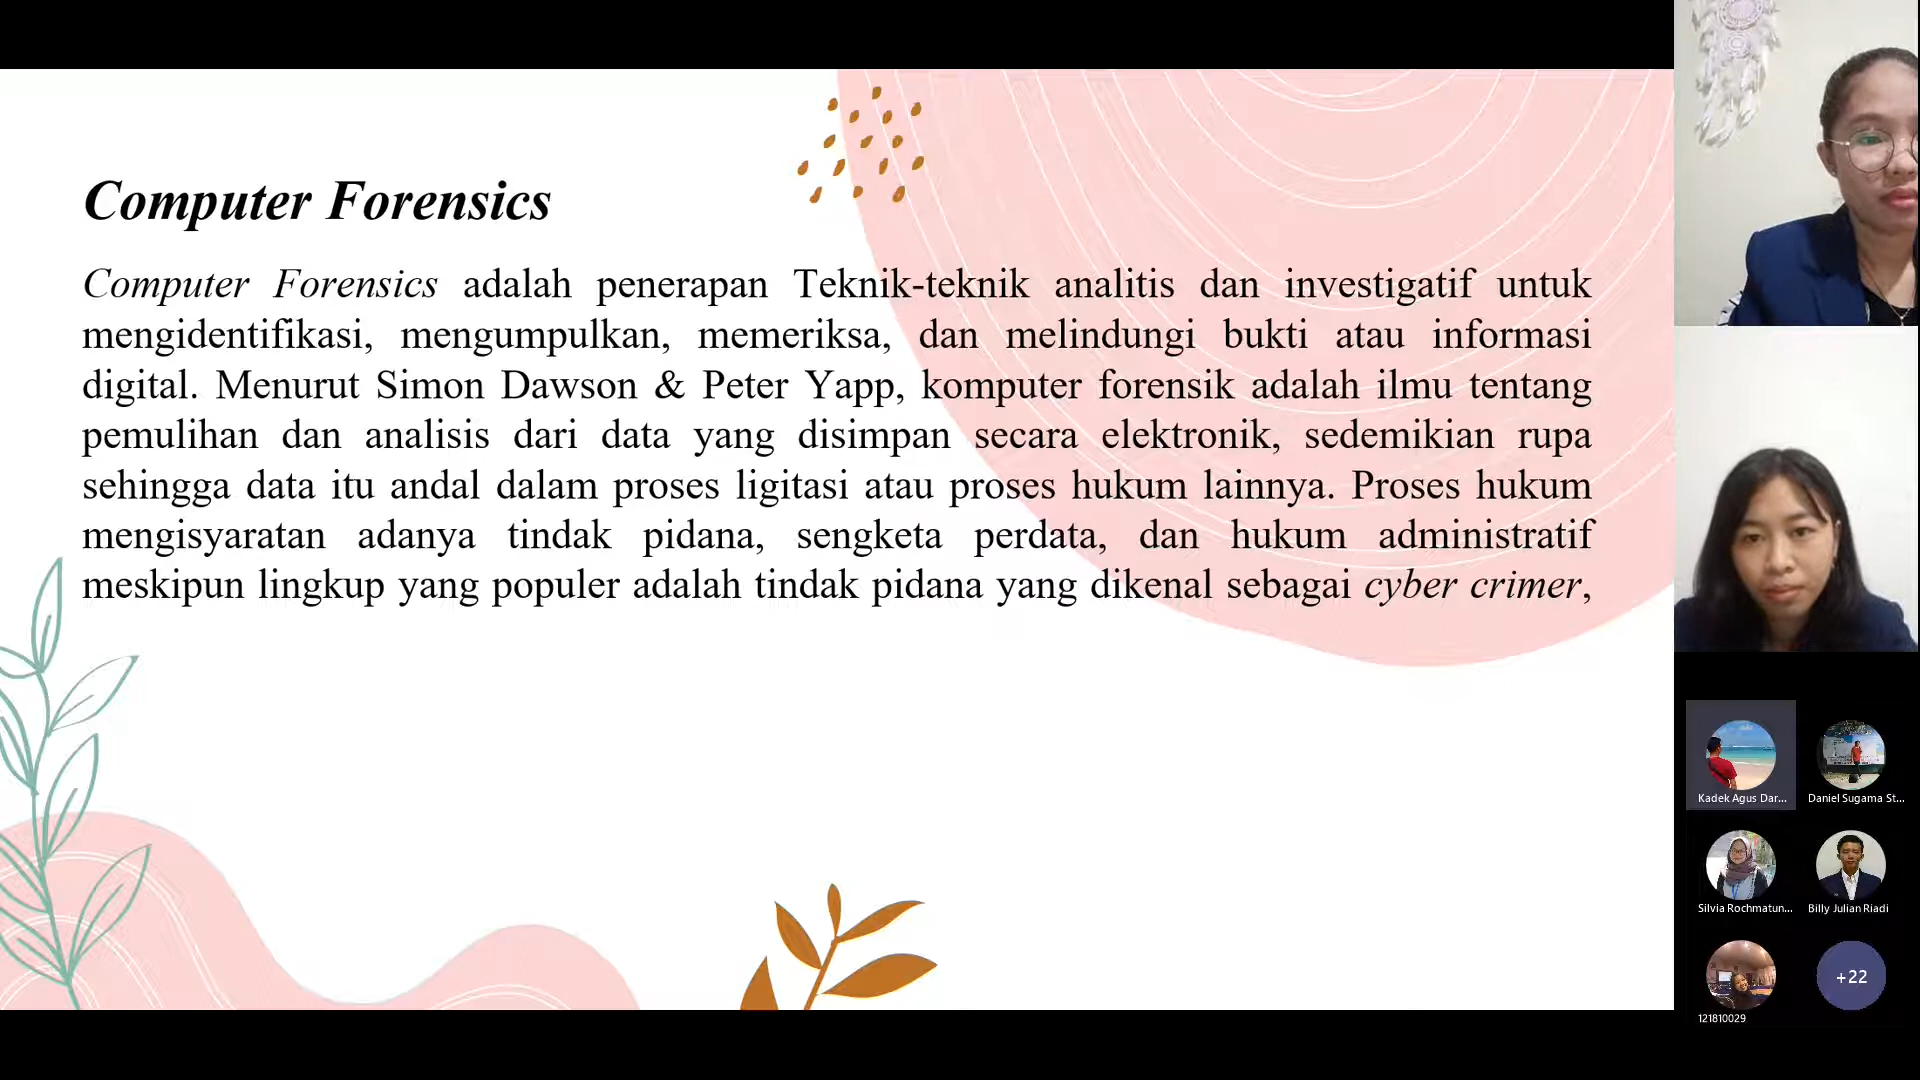 Computer Forensics
Computer Forensics adalah penerapan Teknik-teknik analitis dan investigatif untuk
mengidentifikasi, mengumpulkan, memeriksa, dan melindungi bukti atau informasi
digital. Menurut Simon Dawson & Peter Yapp, komputer forensik adalah ilmu tentang
pemulihan dan analisis dari data yang disimpan secara elektronik, sedemikian rupa
sehingga data itu andal dalam proses ligitasi atau proses hukum lainnya. Proses hukum
mengisyaratan adanya tindak pidana, sengketa perdata, dan hukum administratif
meskipun lingkup yang populer adalah tindak pidana yang dikenal sebagai cyber crimer,
Kadek Agus Dar...
Daniel Sugama St...
Silvia Rochmatun...
Billy Julian Riadi
121810029
+22